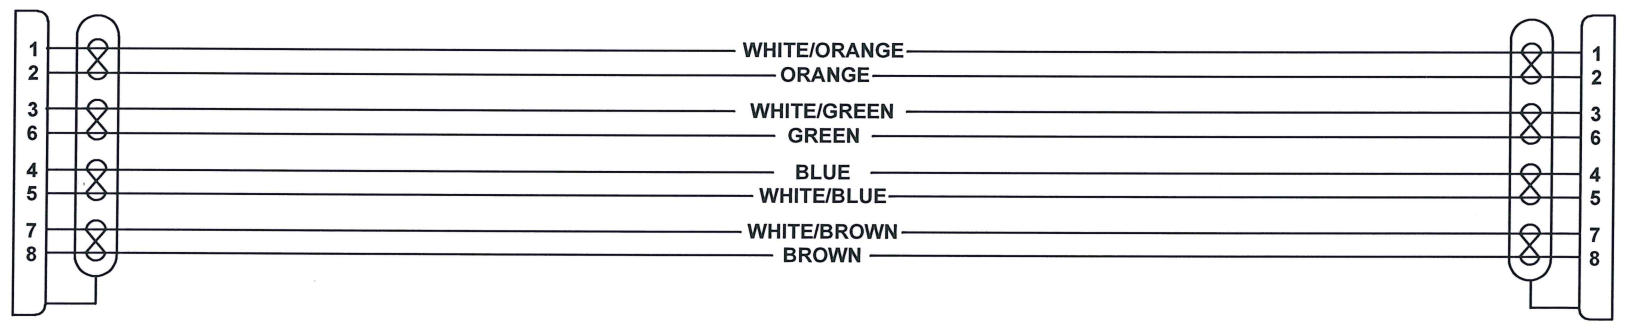 1 WHITE/ORANGE 1
2 ORANGE 2
3 WHITE/GREEN 3
6 GREEN 6
4 BLUE 4
5 WHITE/BLUE 5
7 WHITE/BROWN 7
8 BROWN 8